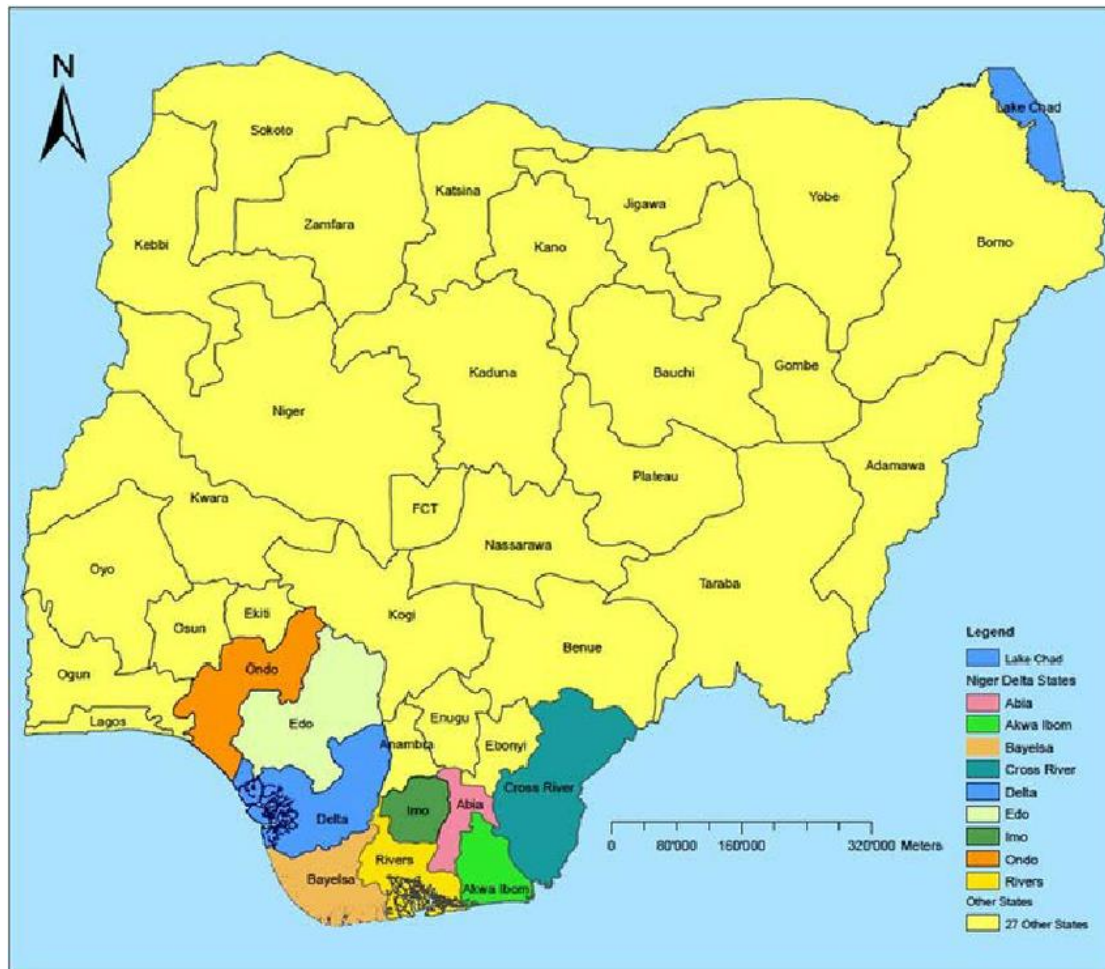 N
Lake Chad
Sokoto
Katsina
Jigawa
Yobe
Zamfara
Kano
Borno
Kebbi
Kaduna
Bauchi
Gombe
Niger
Adamawa
Plateau
Kwara
FCT
Nassarawa
Oyo
Taraba
Ekiti
Kogi
Osun
Benue
Ondo
Ogun
Lagos
Edo
Enugu
Anambra
Ebonyi
Cross River
Imo
Abia
Delta
Rivers
Bayelsa
Akwa Ibom
0 80'000 160'000 320'000 Meters
Legend
Lake Chad
Niger Delta States
Abia
Akwa Ibom
Bayelsa
Cross River
Delta
Edo
Imo
Ondo
Rivers
Other States
27 Other States